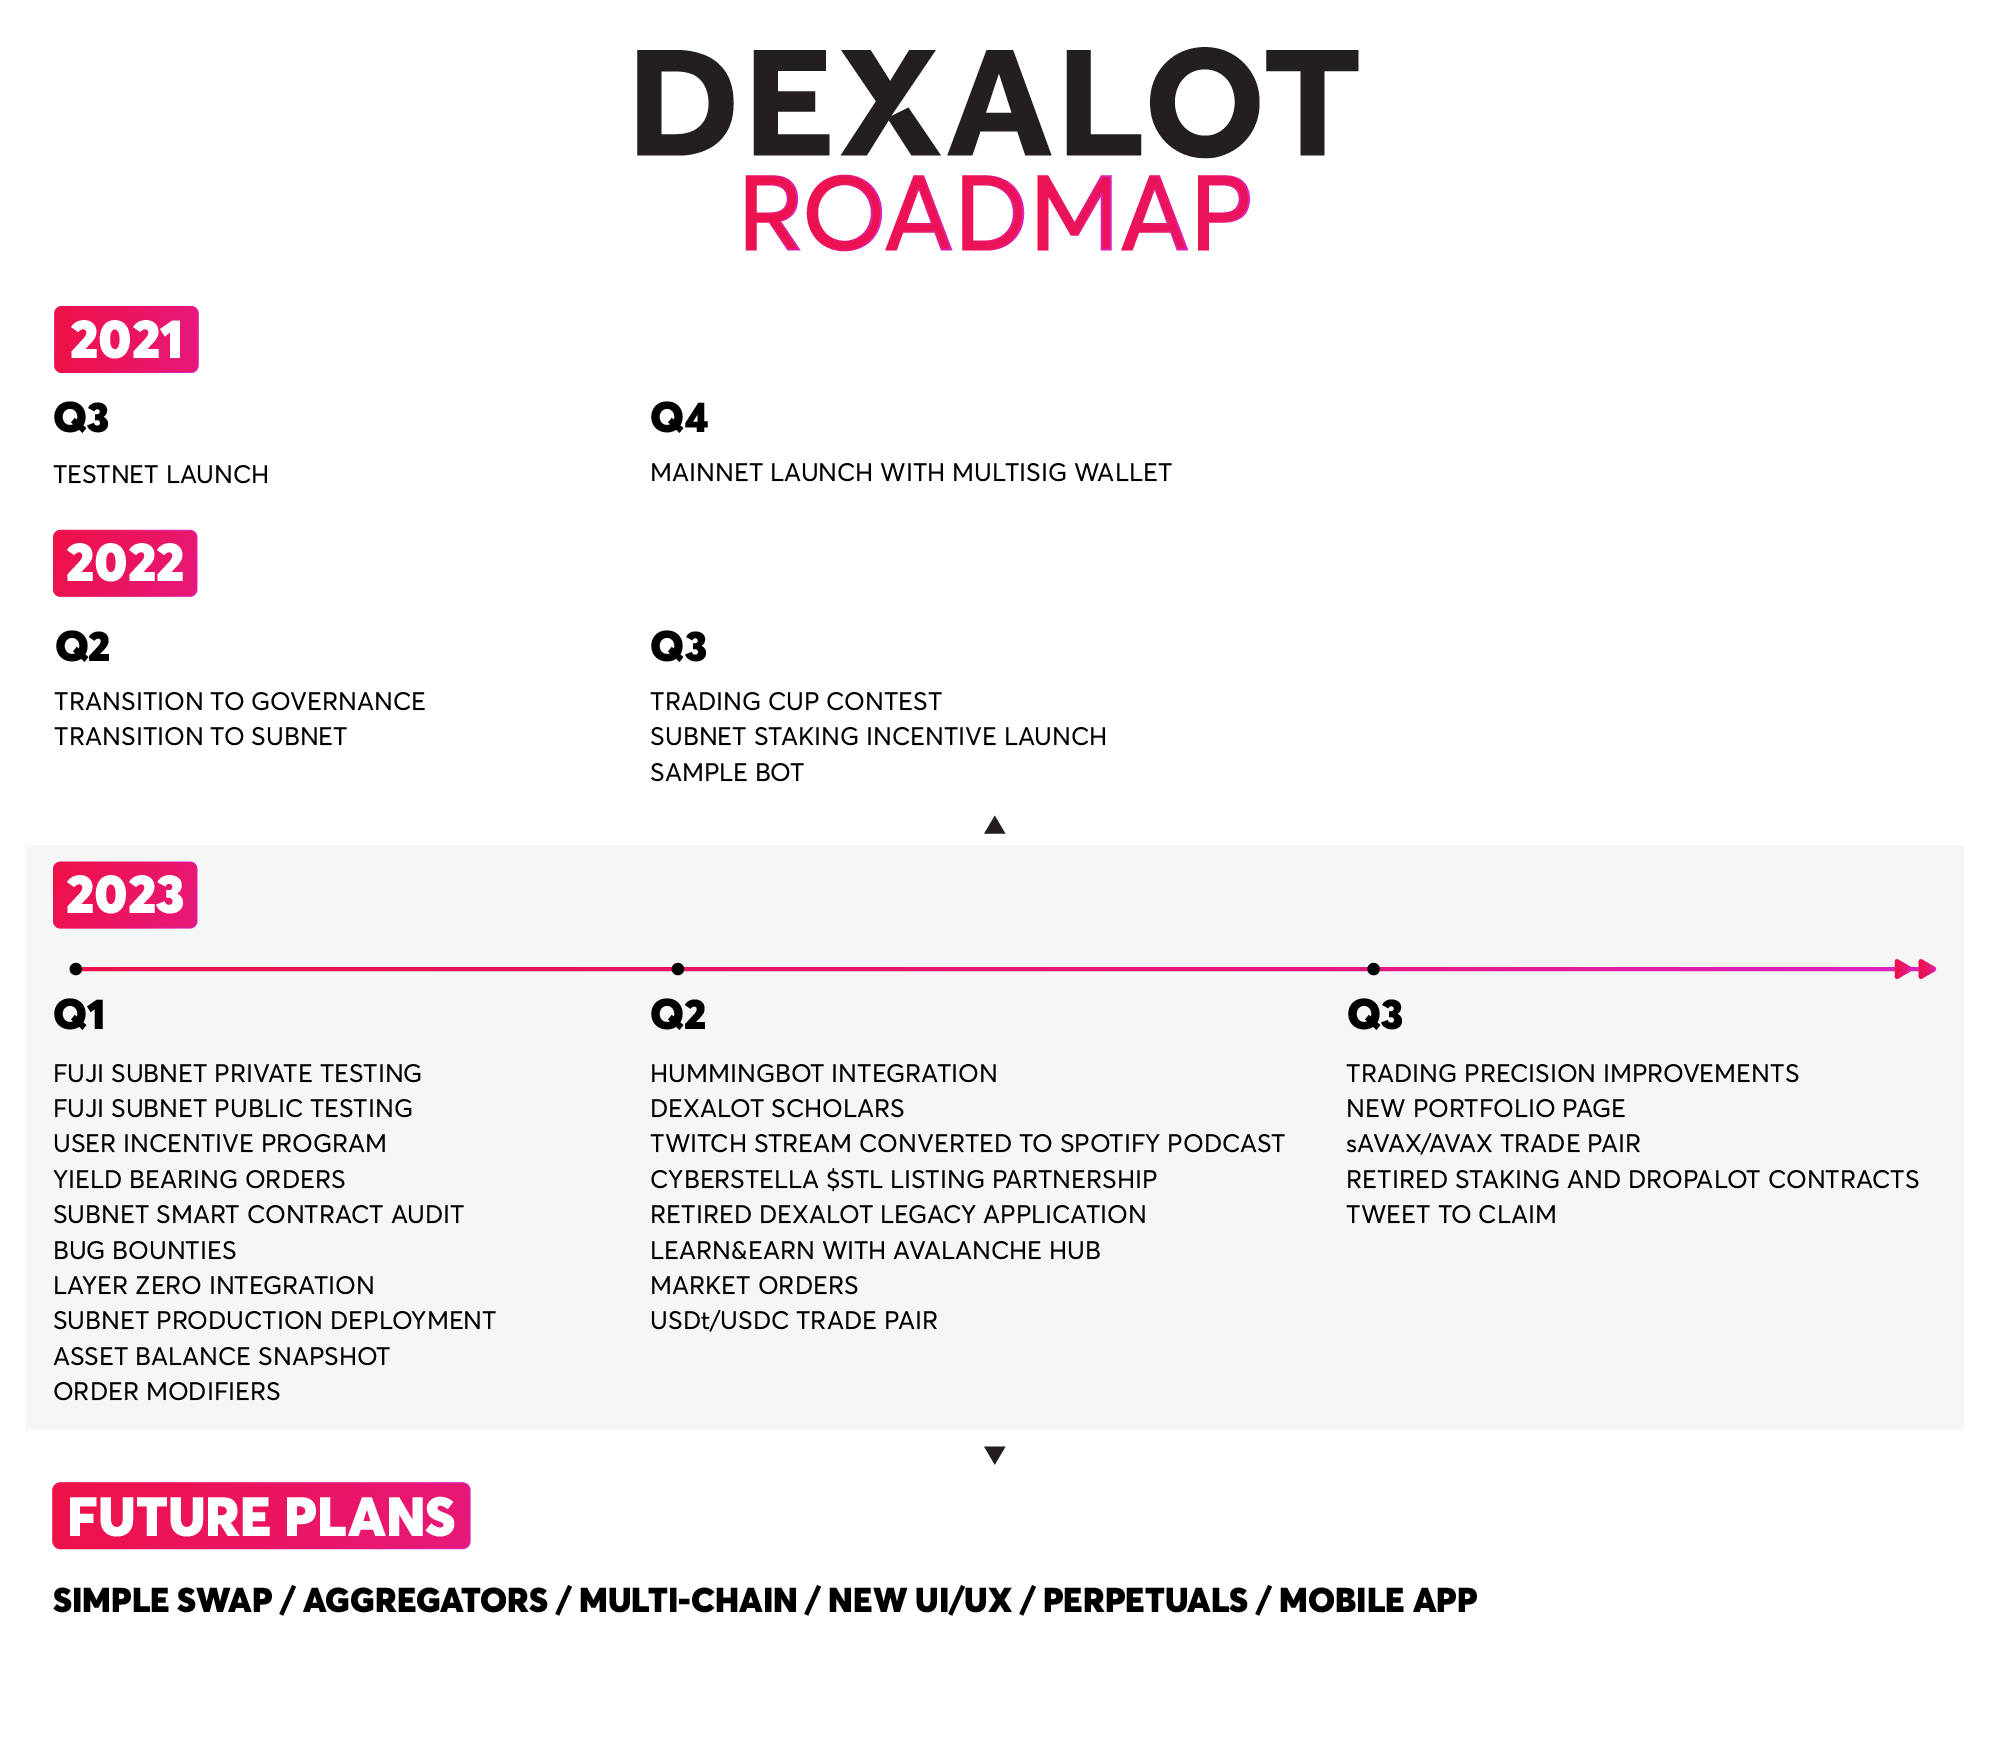 DEXALOT
ROADMAP
2021
Q3
TESTNET LAUNCH
Q4
MAINNET LAUNCH WITH MULTISIG WALLET
2022
Q2
TRANSITION TO GOVERNANCE
TRANSITION TO SUBNET
Q3
TRADING CUP CONTEST
SUBNET STAKING INCENTIVE LAUNCH
SAMPLE BOT
2023
Q1
FUJI SUBNET PRIVATE TESTING
FUJI SUBNET PUBLIC TESTING
USER INCENTIVE PROGRAM
YIELD BEARING ORDERS
SUBNET SMART CONTRACT AUDIT
BUG BOUNTIES
LAYER ZERO INTEGRATION
SUBNET PRODUCTION DEPLOYMENT
ASSET BALANCE SNAPSHOT
ORDER MODIFIERS
Q2
HUMMINGBOT INTEGRATION
DEXALOT SCHOLARS
TWITCH STREAM CONVERTED TO SPOTIFY PODCAST
CYBERSTELLA $STL LISTING PARTNERSHIP
RETIRED DEXALOT LEGACY APPLICATION
LEARN&EARN WITH AVALANCHE HUB
MARKET ORDERS
USDt/USDC TRADE PAIR
Q3
TRADING PRECISION IMPROVEMENTS
NEW PORTFOLIO PAGE
sAVAX/AVAX TRADE PAIR
RETIRED STAKING AND DROPALOT CONTRACTS
TWEET TO CLAIM
FUTURE PLANS
SIMPLE SWAP / AGGREGATORS / MULTI-CHAIN / NEW UI/UX / PERPETUALS / MOBILE APP